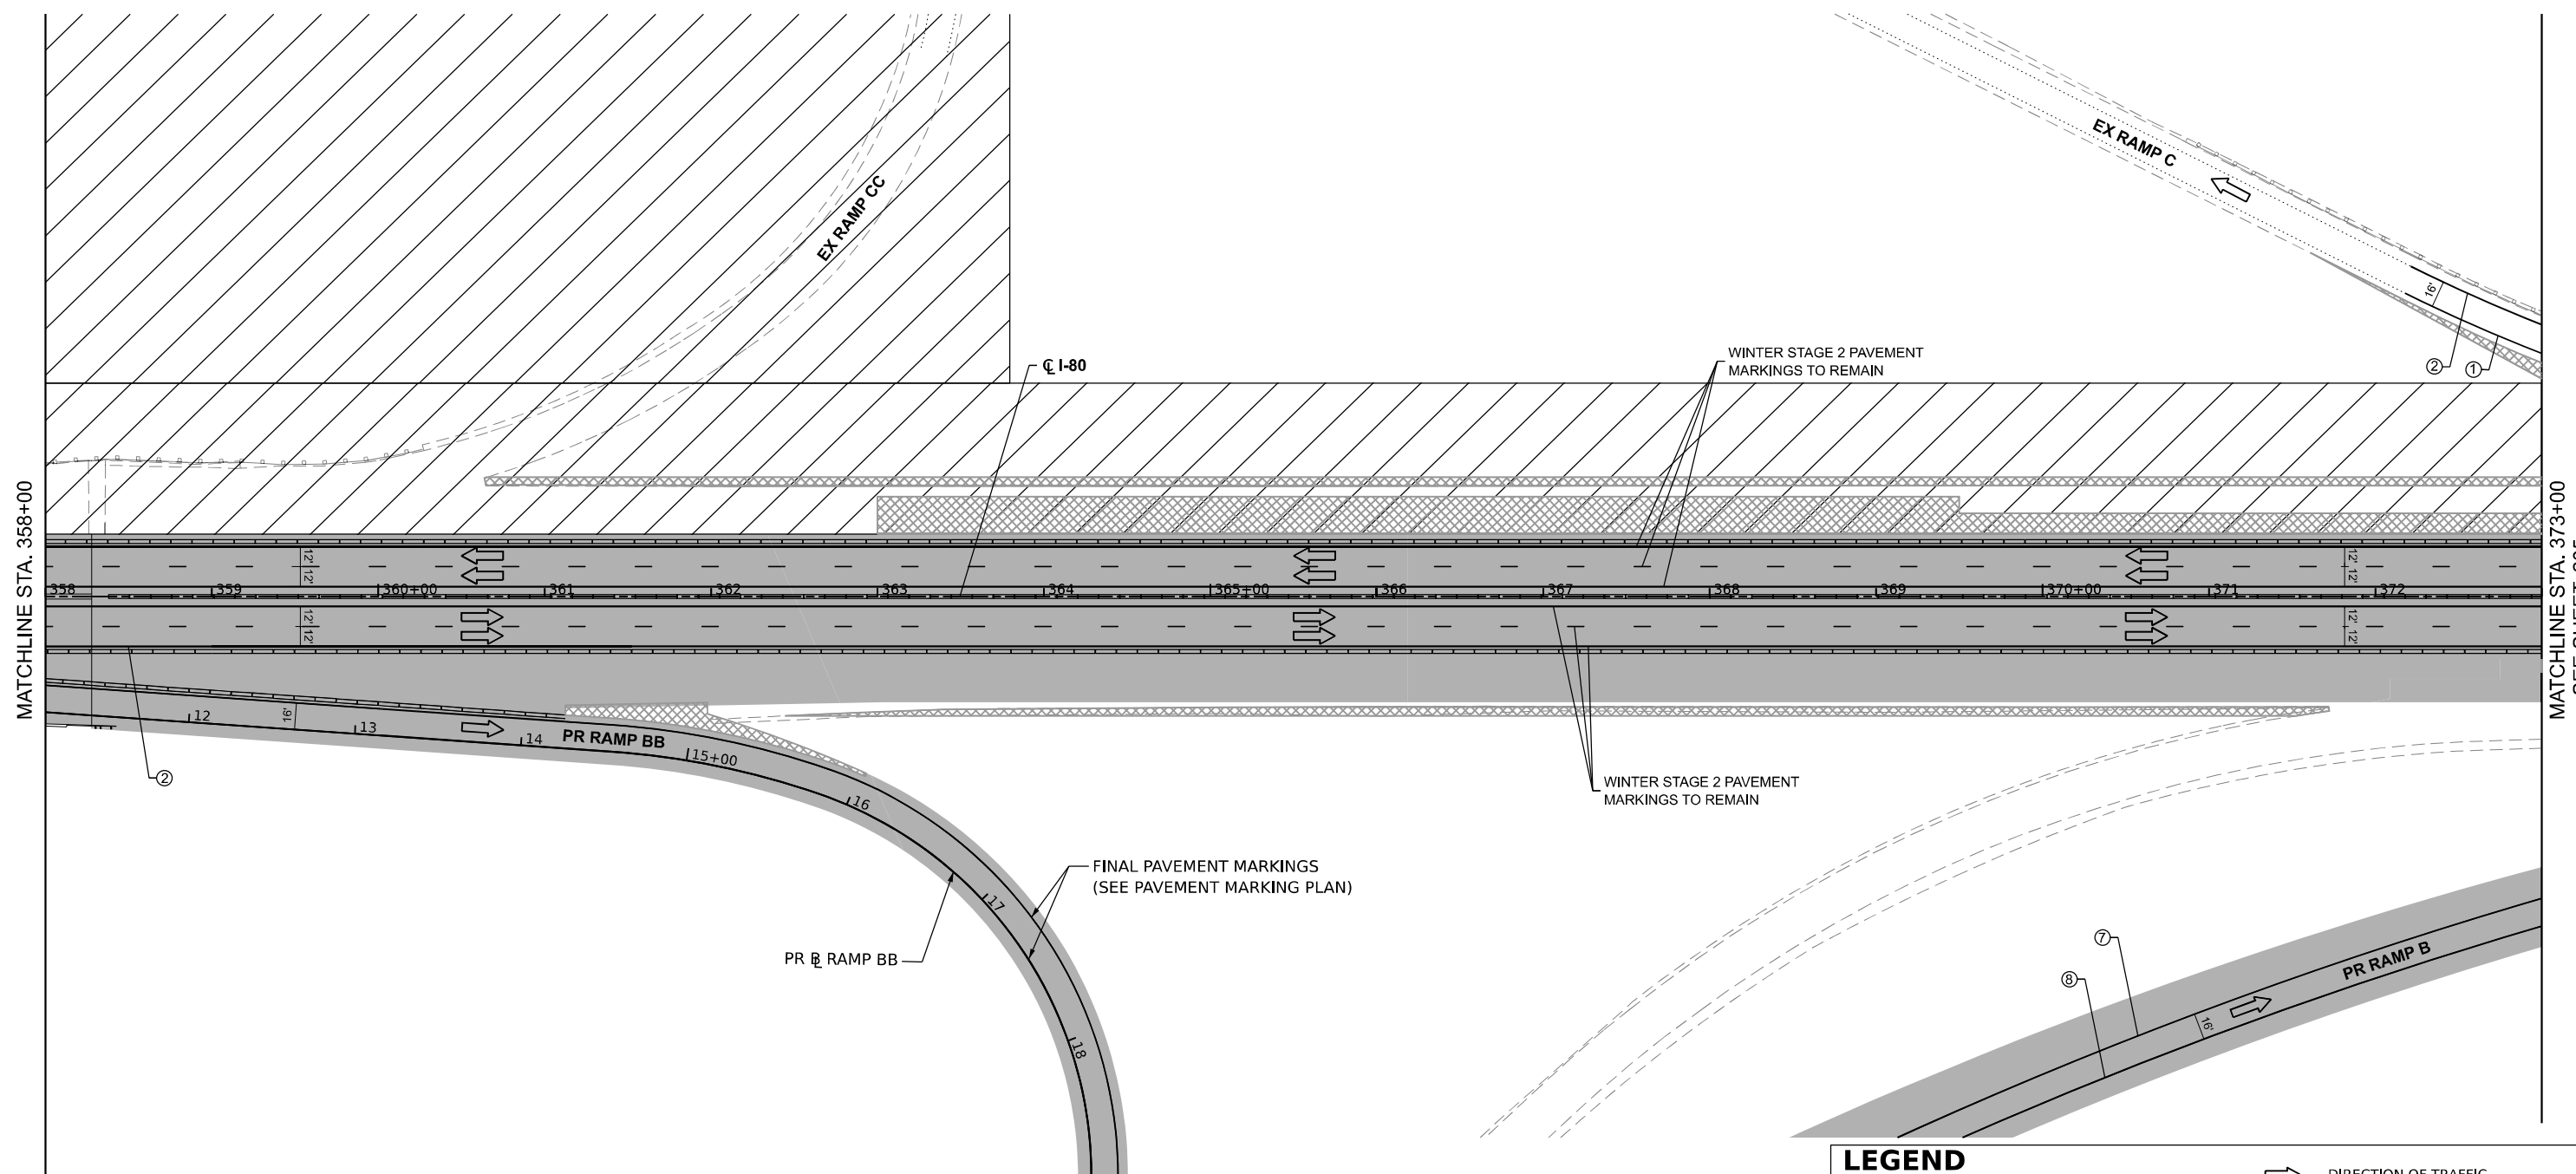 EX RAMP C
EX RAMP CC
16'
② ①
WINTER STAGE 2 PAVEMENT
MARKINGS TO REMAIN
℄ I-80
MATCHLINE STA. 358+00
MATCHLINE STA. 373+00
12' 12'
12' 12'
358 359 360+00 361 362 363 364 365+00 366 367 368 369 370+00 371 372
12' 12'
12' 12'
12 13 14 15+00 16 17 18
16'
PR RAMP BB
②
WINTER STAGE 2 PAVEMENT
MARKINGS TO REMAIN
FINAL PAVEMENT MARKINGS
(SEE PAVEMENT MARKING PLAN)
PR B̲L RAMP BB
⑦
⑧
PR RAMP B
16'
LEGEND
DIRECTION OF TRAFFIC